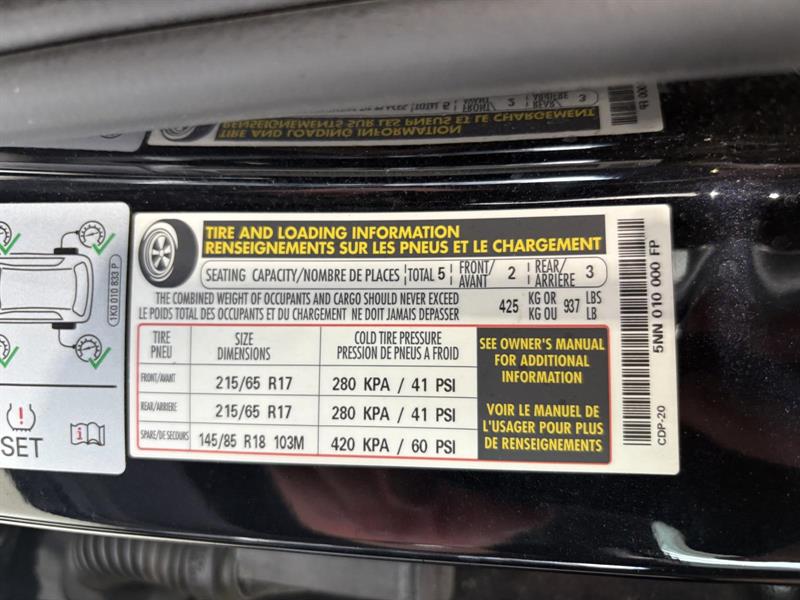 TIRE AND LOADING INFORMATION
RENSEIGNEMENTS SUR LES PNEUS ET LE CHARGEMENT
SEATING CAPACITY/NOMBRE DE PLACES TOTAL 5 FRONT/AVANT 2 REAR/ARRIÈRE 3
THE COMBINED WEIGHT OF OCCUPANTS AND CARGO SHOULD NEVER EXCEED 425 KG OR 937 LBS
LE POIDS TOTAL DES OCCUPANTS ET DU CHARGEMENT NE DOIT JAMAIS DEPASSER KG OU LB
TIRE SIZE COLD TIRE PRESSURE
PNEU DIMENSIONS PRESSION DE PNEUS A FROID
FRONT/AVANT 215/65 R17 280 KPA / 41 PSI
REAR/ARRIERE 215/65 R17 280 KPA / 41 PSI
SPARE/DE SECOURS 145/85 R18 103M 420 KPA / 60 PSI
SEE OWNER'S MANUAL
FOR ADDITIONAL
INFORMATION
VOIR LE MANUEL DE
L'USAGER POUR PLUS
DE RENSEIGNEMENTS
5NN 010 000 FP
CDP-20
1K0 010 833 P
SET